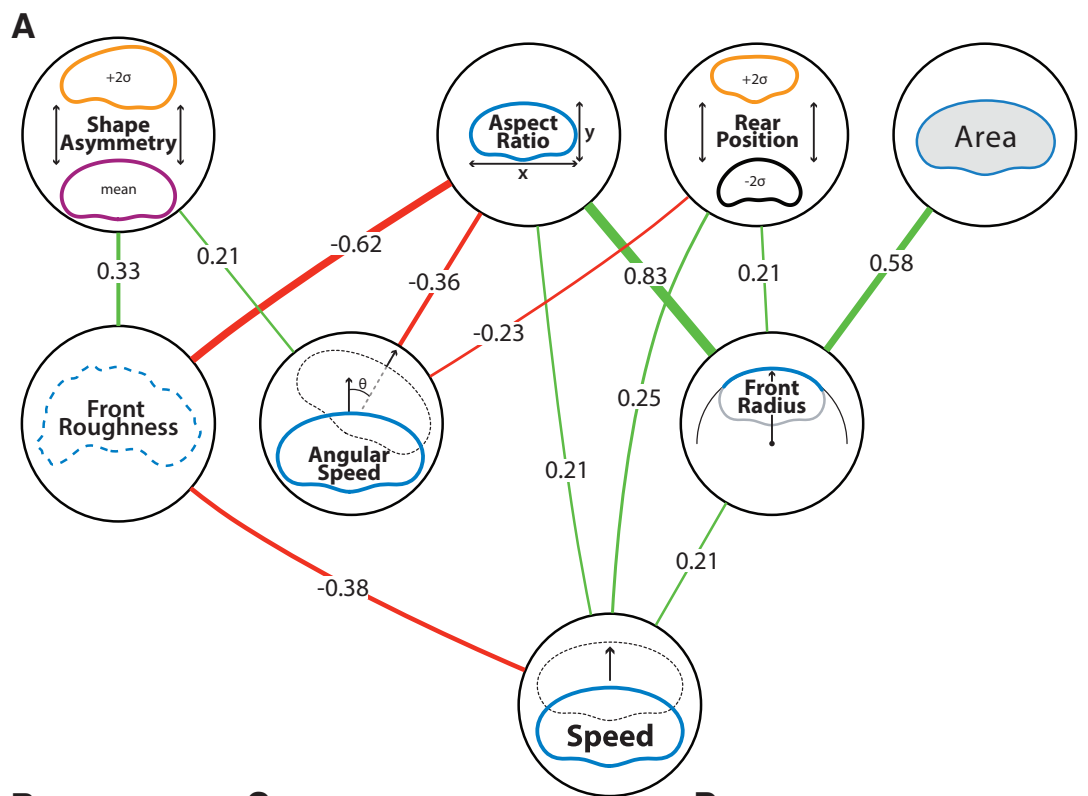 A
+2σ
Shape
Asymmetry
mean
Aspect
Ratio
y
x
+2σ
Rear
Position
-2σ
Area
0.33
0.21
-0.62
-0.36
-0.23
0.83
0.21
0.58
Front
Roughness
θ
Angular
Speed
0.25
Front
Radius
0.21
0.21
-0.38
Speed